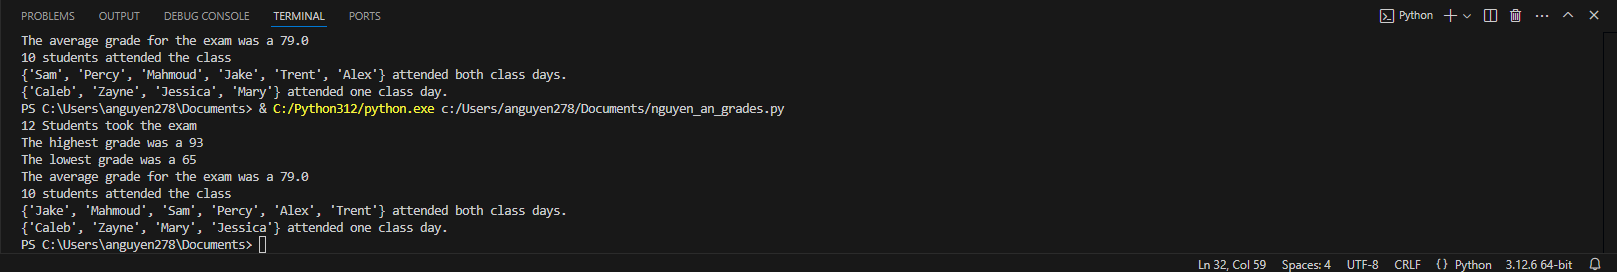 PROBLEMS OUTPUT DEBUG CONSOLE TERMINAL PORTS Python
The average grade for the exam was a 79.0
10 students attended the class
{'Sam', 'Percy', 'Mahmoud', 'Jake', 'Trent', 'Alex'} attended both class days.
{'Caleb', 'Zayne', 'Jessica', 'Mary'} attended one class day.
PS C:\Users\anguyen278\Documents> & C:/Python312/python.exe c:/Users/anguyen278/Documents/nguyen_an_grades.py
12 Students took the exam
The highest grade was a 93
The lowest grade was a 65
The average grade for the exam was a 79.0
10 students attended the class
{'Jake', 'Mahmoud', 'Sam', 'Percy', 'Alex', 'Trent'} attended both class days.
{'Caleb', 'Zayne', 'Mary', 'Jessica'} attended one class day.
PS C:\Users\anguyen278\Documents>
Ln 32, Col 59 Spaces: 4 UTF-8 CRLF {} Python 3.12.6 64-bit